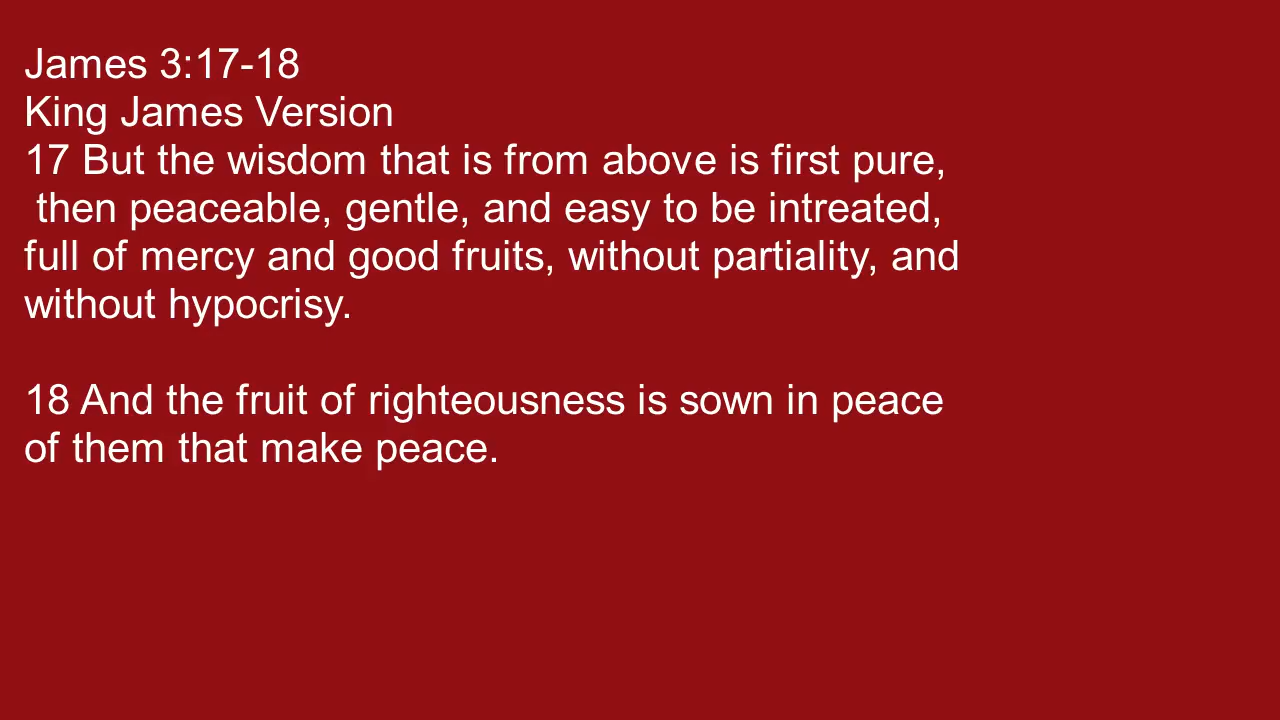 James 3:17-18
King James Version
17 But the wisdom that is from above is first pure,
then peaceable, gentle, and easy to be intreated,
full of mercy and good fruits, without partiality, and
without hypocrisy.
18 And the fruit of righteousness is sown in peace
of them that make peace.